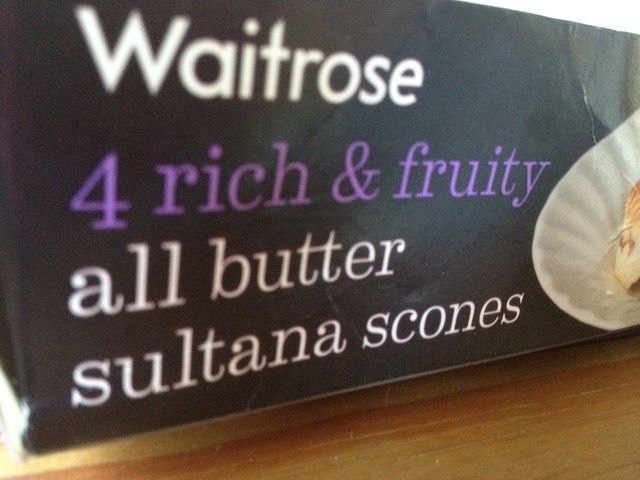 Waitrose
4 rich & fruity
all butter
sultana scones